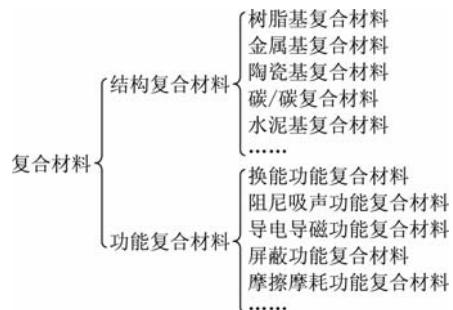 复合材料
结构复合材料
树脂基复合材料
金属基复合材料
陶瓷基复合材料
碳/碳复合材料
水泥基复合材料
……
功能复合材料
换能功能复合材料
阻尼吸声功能复合材料
导电导磁功能复合材料
屏蔽功能复合材料
摩擦摩耗功能复合材料
……